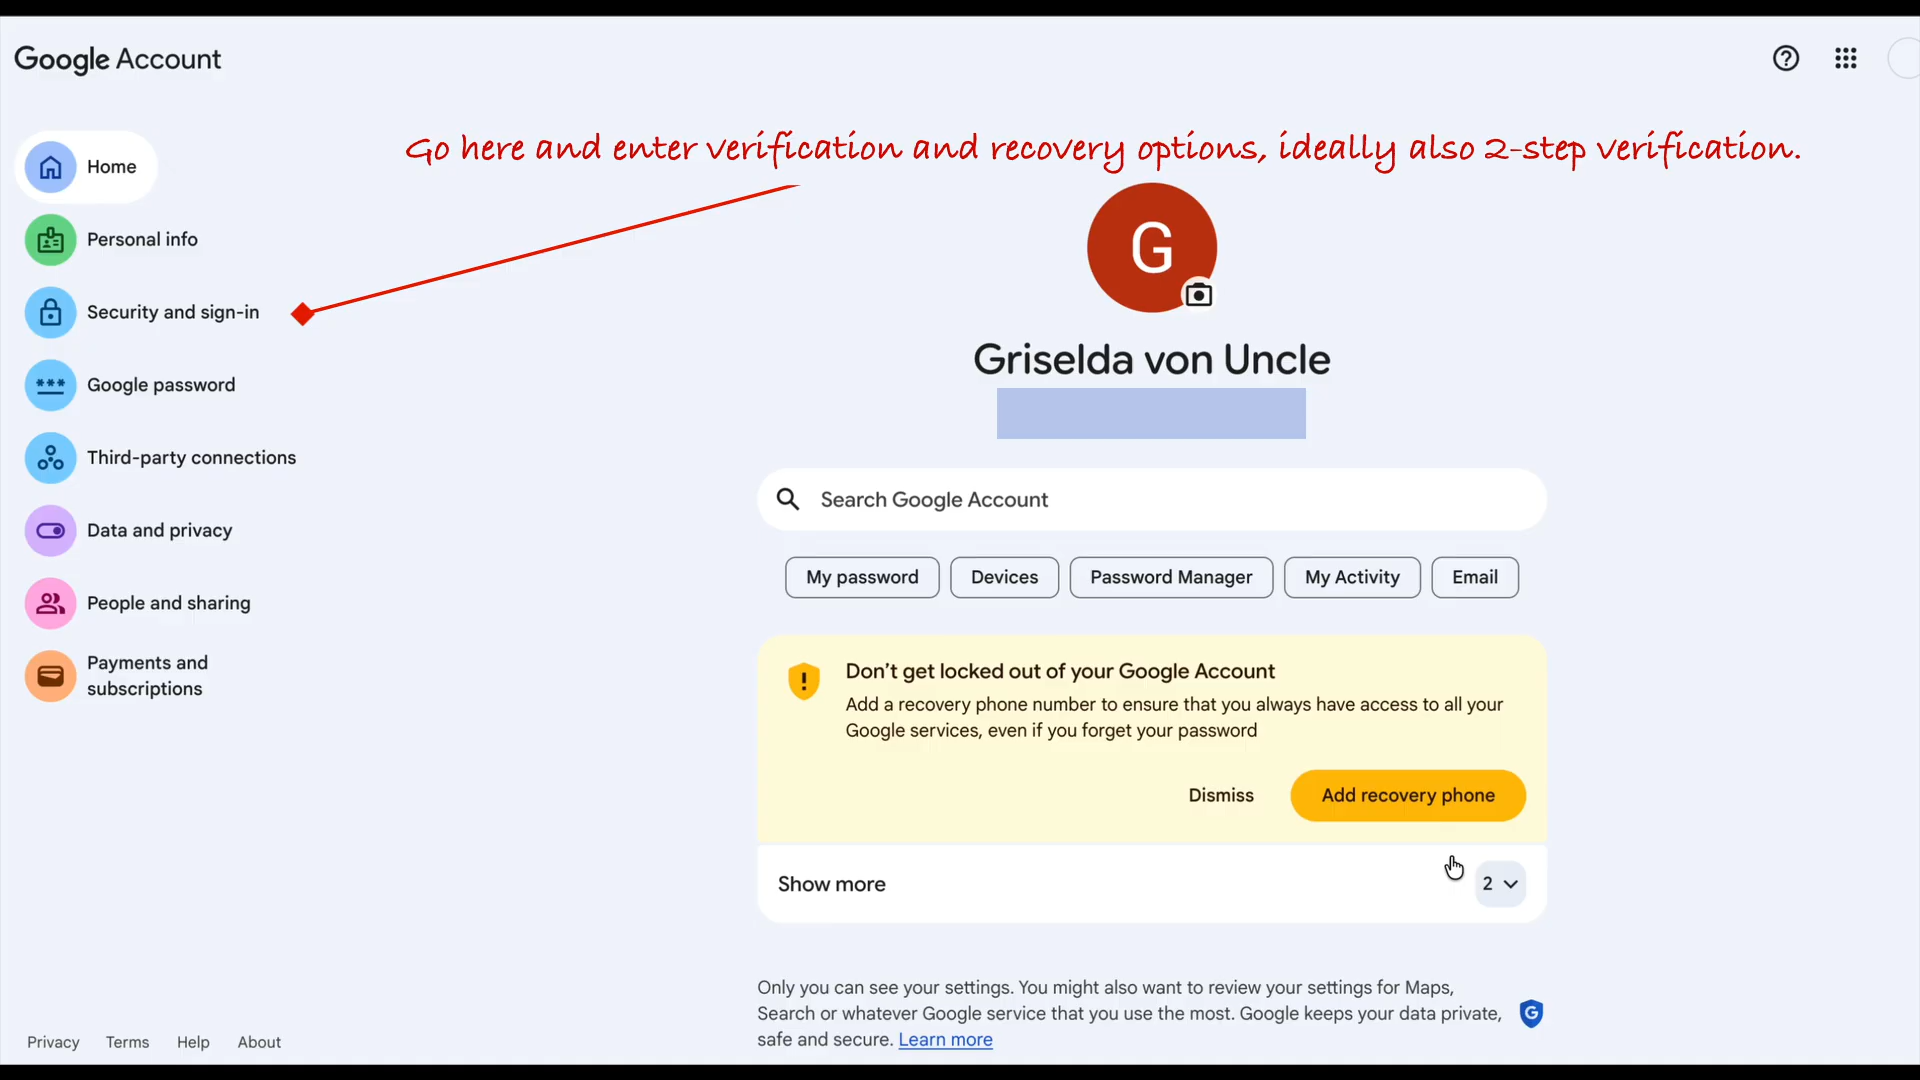 Google Account
Go here and enter verification and recovery options, ideally also 2-step verification.
Home
Personal info
Security and sign-in
Google password
Third-party connections
Data and privacy
People and sharing
Payments and
subscriptions
G
Griselda von Uncle
Search Google Account
My password
Devices
Password Manager
My Activity
Email
Don’t get locked out of your Google Account
Add a recovery phone number to ensure that you always have access to all your
Google services, even if you forget your password
Dismiss
Add recovery phone
Show more
2
Only you can see your settings. You might also want to review your settings for Maps,
Search or whatever Google service that you use the most. Google keeps your data private,
safe and secure. Learn more
G
Privacy
Terms
Help
About